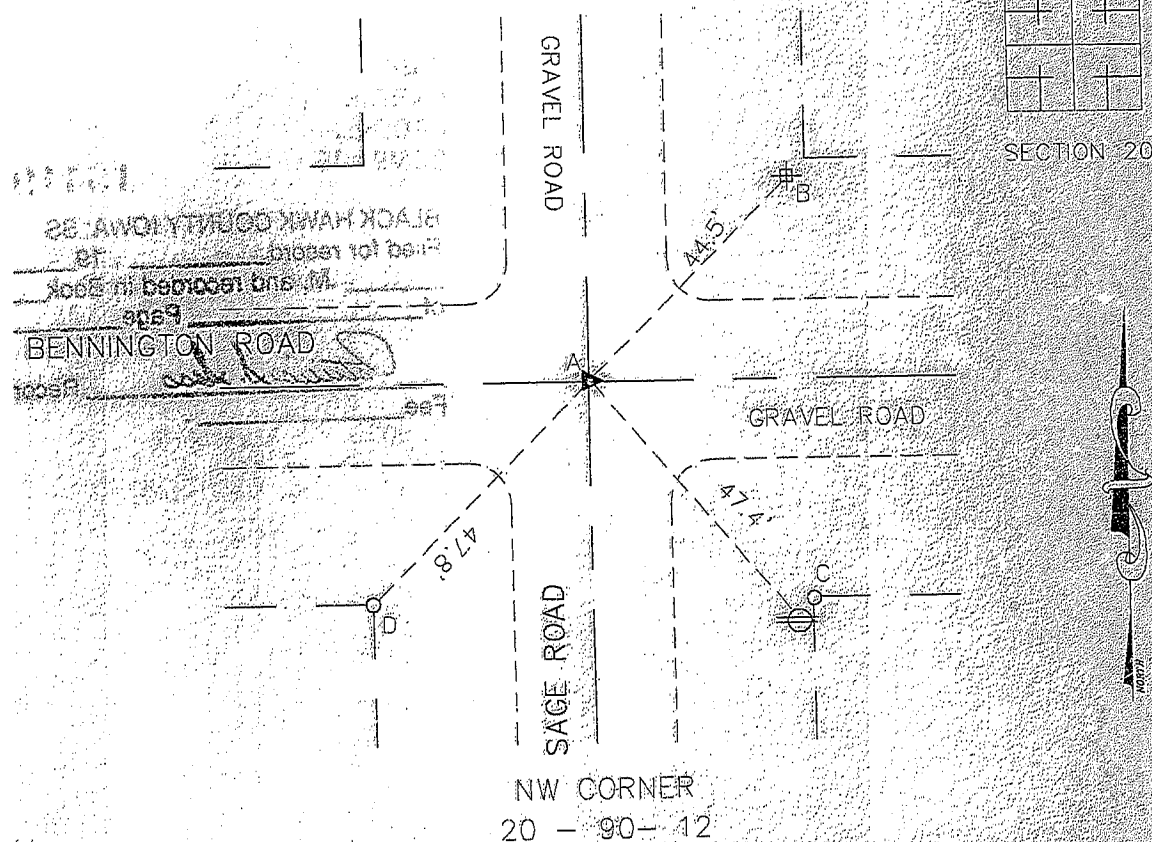 GRAVEL ROAD
SECTION 20
B
44.5'
BLACK HAWK COUNTY IOWA: SS
Filed for record 19
M. and recorded in Book
Page
BENNINGTON ROAD
A
Fee
GRAVEL ROAD
47.8'
47.4'
C
D
SAGE ROAD
NORTH
NW CORNER
20 - 90 - 12